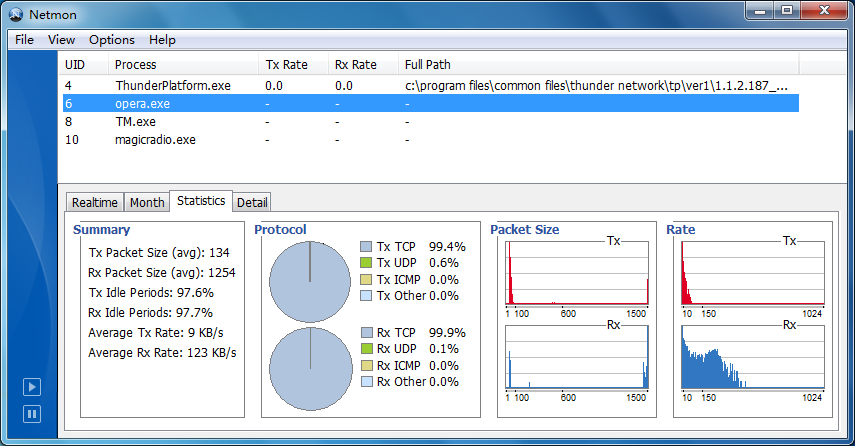 Netmon
File View Options Help
UID Process Tx Rate Rx Rate Full Path
4 ThunderPlatform.exe 0.0 0.0 c:\program files\common files\thunder network\tp\ver1\1.1.2.187_...
6 opera.exe - - -
8 TM.exe - - -
10 magicradio.exe - - -
Realtime Month Statistics Detail
Summary
Tx Packet Size (avg): 134
Rx Packet Size (avg): 1254
Tx Idle Periods: 97.6%
Rx Idle Periods: 97.7%
Average Tx Rate: 9 KB/s
Average Rx Rate: 123 KB/s
Protocol
Tx TCP 99.4%
Tx UDP 0.6%
Tx ICMP 0.0%
Tx Other 0.0%
Rx TCP 99.9%
Rx UDP 0.1%
Rx ICMP 0.0%
Rx Other 0.0%
Packet Size
Tx
1 100 600 1500
Rx
1 100 600 1500
Rate
Tx
10 150 1024
Rx
10 150 1024